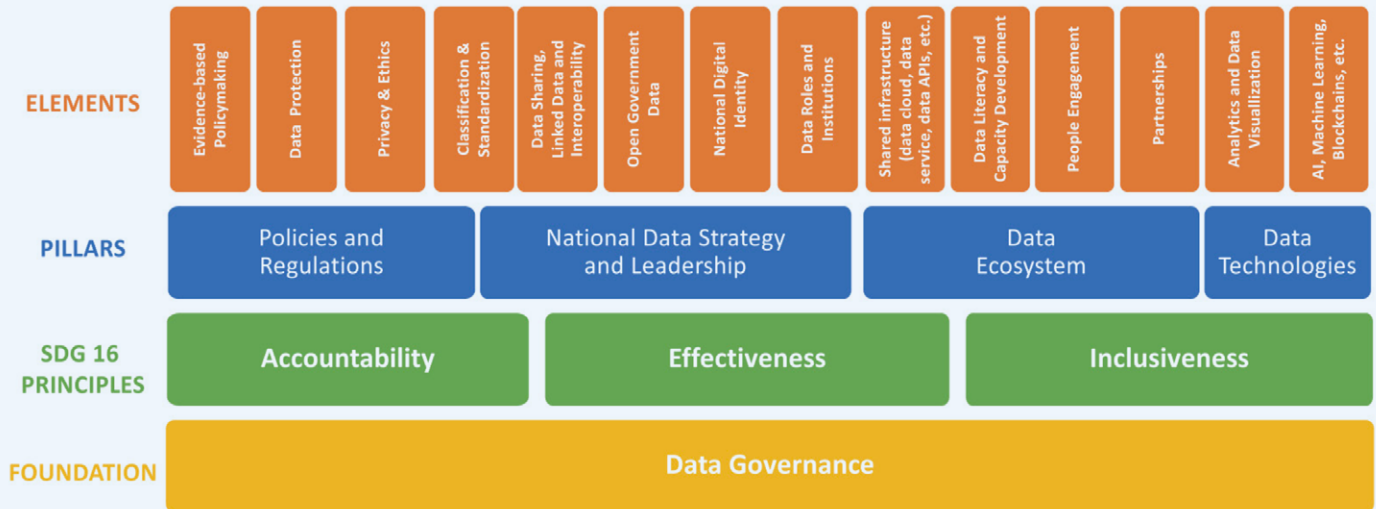 ELEMENTS
Evidence-based
Policymaking
Data Protection
Privacy & Ethics
Classification &
Standardization
Data Sharing,
Linked Data and
Interoperability
Open Government
Data
National Digital
Identity
Data Roles and
Institutions
Shared infrastructure
(data cloud, data
service, data APIs, etc.)
Data Literacy and
Capacity Development
People Engagement
Partnerships
Analytics and Data
Visuallization
AI, Machine Learning,
Blockchains, etc.
PILLARS
Policies and
Regulations
National Data Strategy
and Leadership
Data
Ecosystem
Data
Technologies
SDG 16
PRINCIPLES
Accountability
Effectiveness
Inclusiveness
FOUNDATION
Data Governance